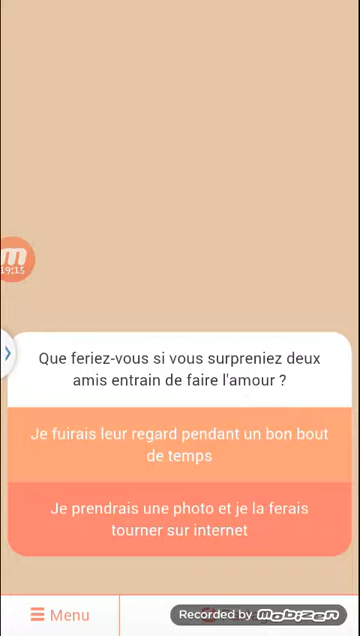 m
19:15
Que feriez-vous si vous surpreniez deux
amis entrain de faire l'amour ?
Je fuirais leur regard pendant un bon bout
de temps
Je prendrais une photo et je la ferais
tourner sur internet
Menu
Recorded by mobizen